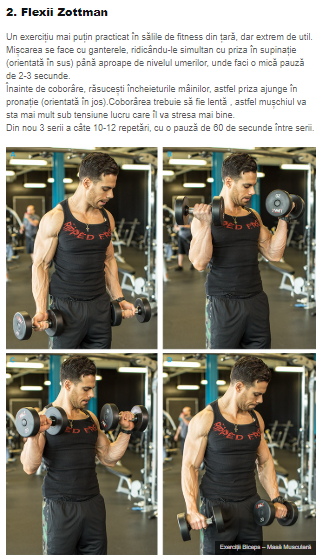 2. Flexii Zottman
Un exercițiu mai puțin practicat în sălile de fitness din țară, dar extrem de util.
Mișcarea se face cu ganterele, ridicându-le simultan cu priza în supinație
(orientată în sus) până aproape de nivelul umerilor, unde faci o mică pauză
de 2-3 secunde.
Înainte de coborâre, răsucești încheieturile mâinilor, astfel priza ajunge în
pronație (orientată în jos).Coborârea trebuie să fie lentă , astfel mușchiul va
sta mai mult sub tensiune lucru care îl va stresa mai bine.
Din nou 3 serii a câte 10-12 repetări, cu o pauză de 60 de secunde între serii.
Exerciții Biceps – Masă Musculară